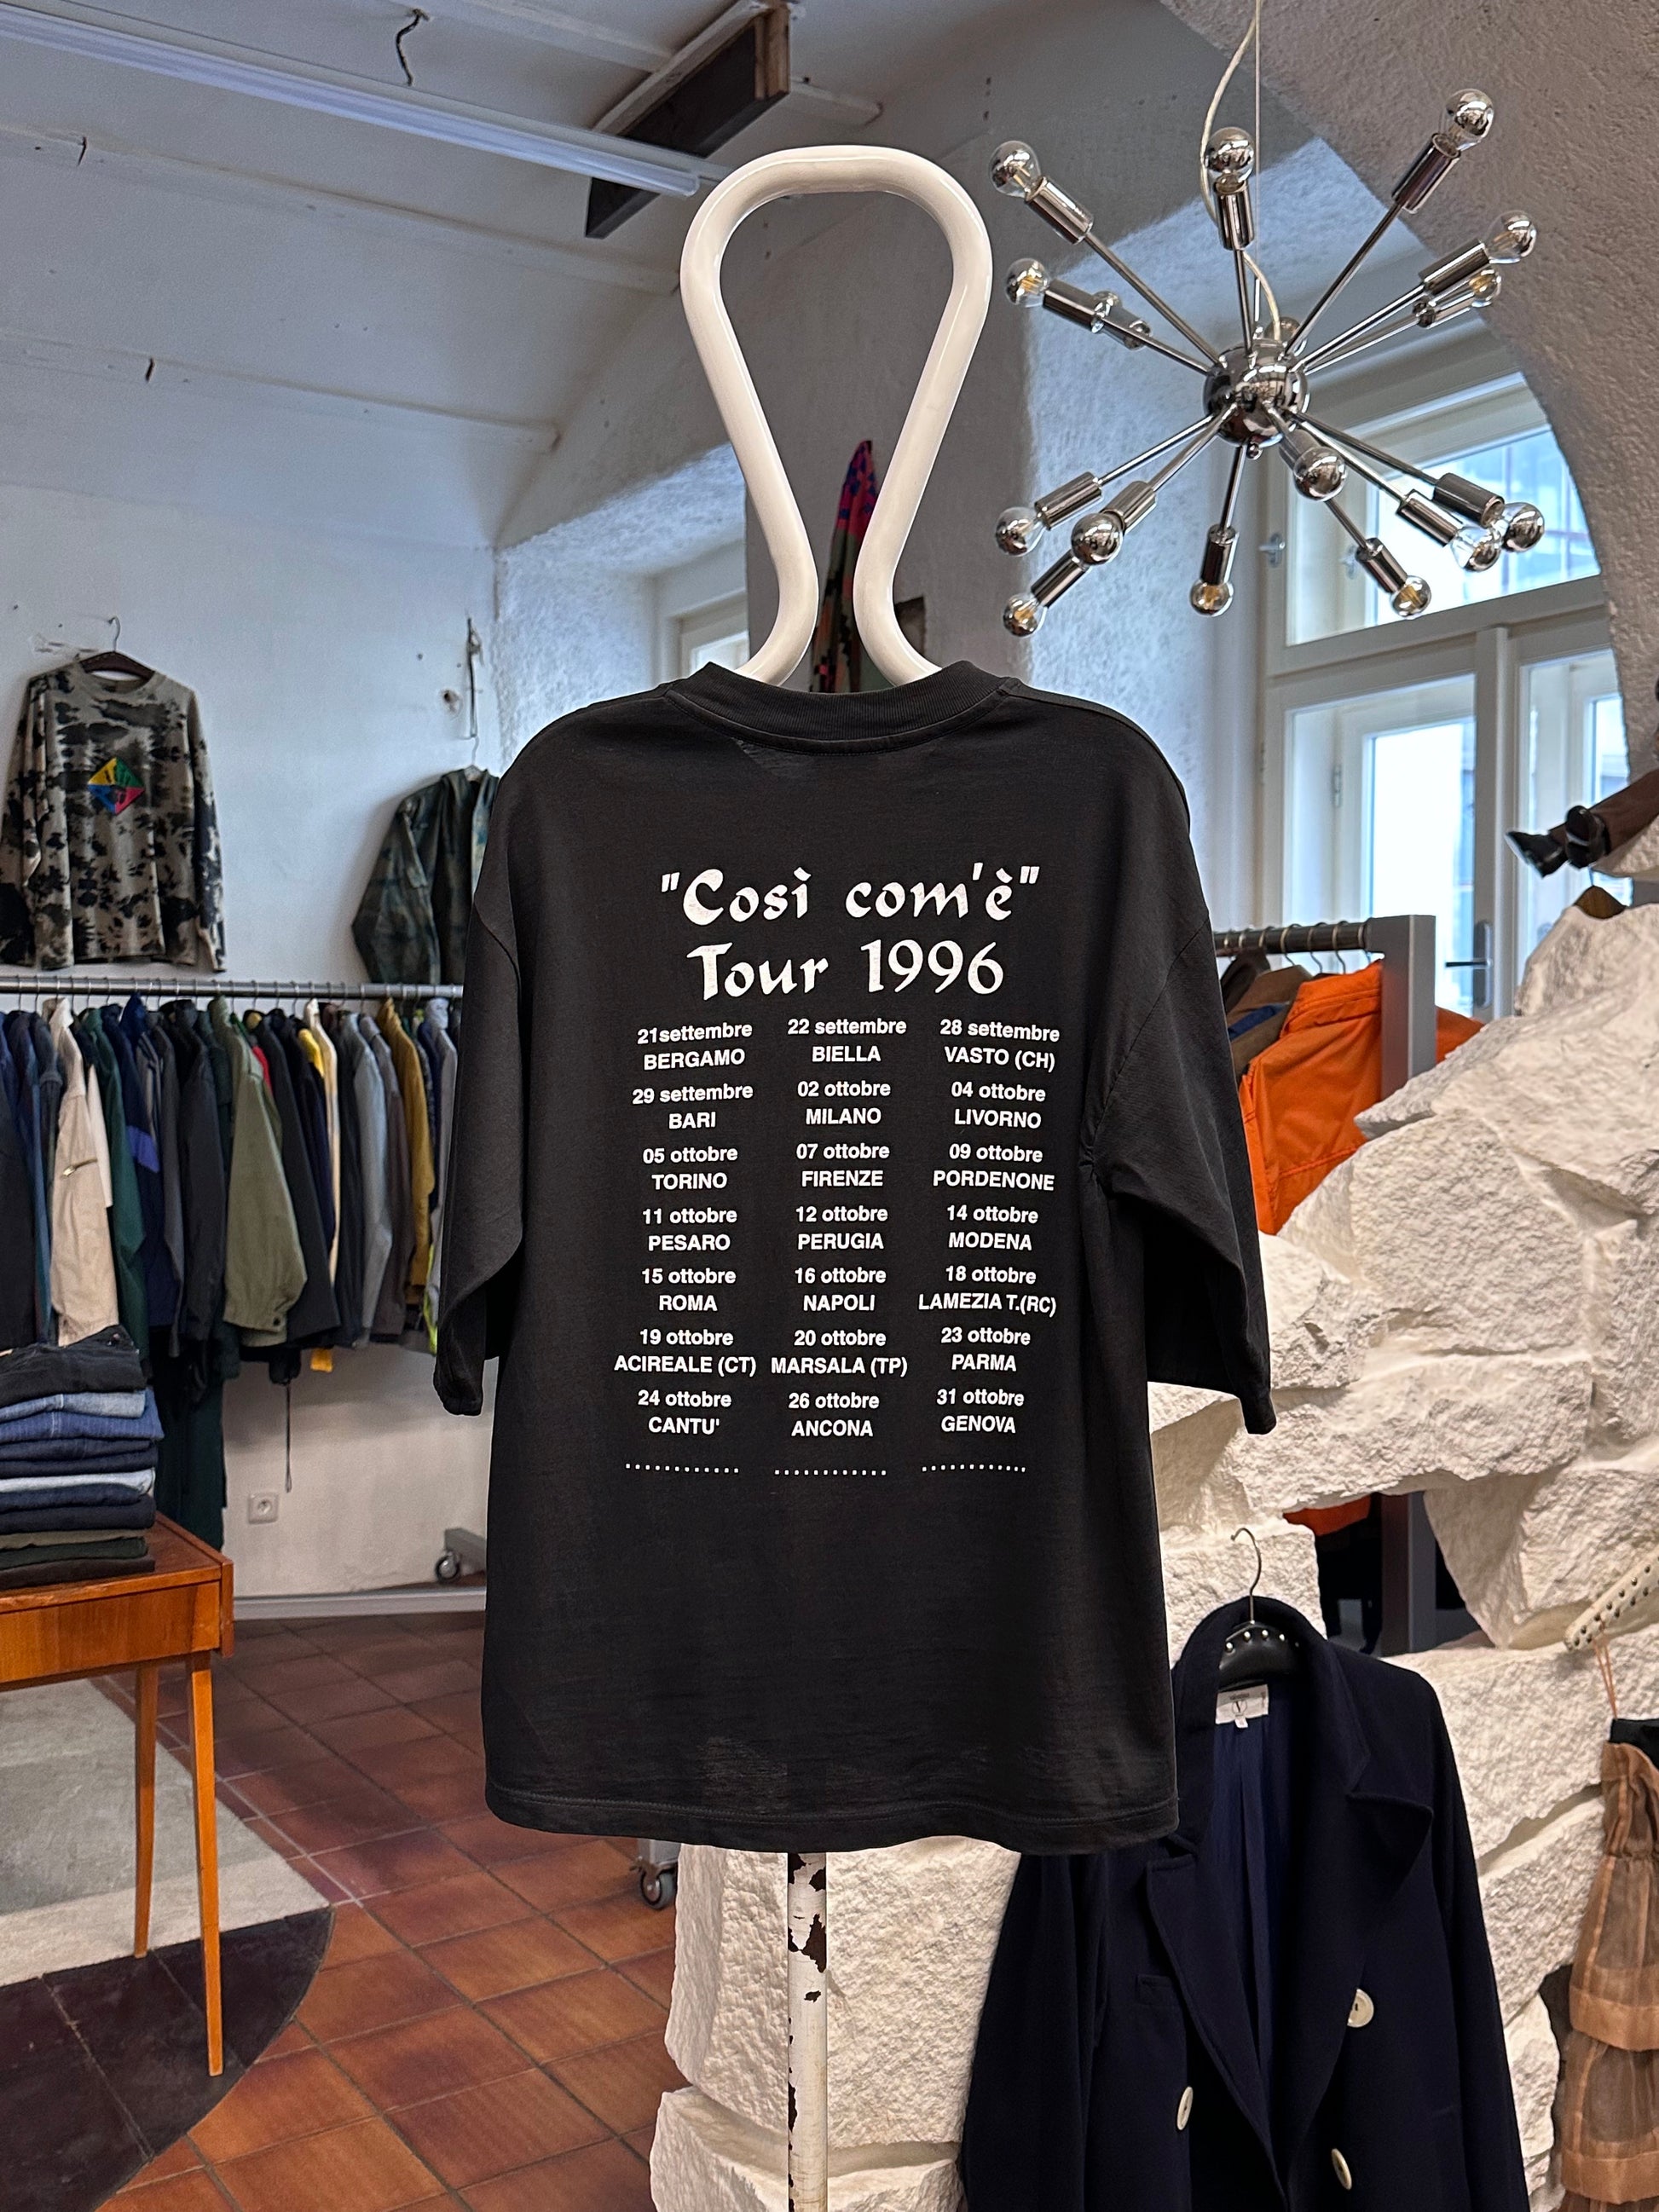 "Così com'è"
Tour 1996
21settembre 22 settembre 28 settembre
BERGAMO BIELLA VASTO (CH)
29 settembre 02 ottobre 04 ottobre
BARI MILANO LIVORNO
05 ottobre 07 ottobre 09 ottobre
TORINO FIRENZE PORDENONE
11 ottobre 12 ottobre 14 ottobre
PESARO PERUGIA MODENA
15 ottobre 16 ottobre 18 ottobre
ROMA NAPOLI LAMEZIA T.(RC)
19 ottobre 20 ottobre 23 ottobre
ACIREALE (CT) MARSALA (TP) PARMA
24 ottobre 26 ottobre 31 ottobre
CANTU' ANCONA GENOVA
............ ............ ............